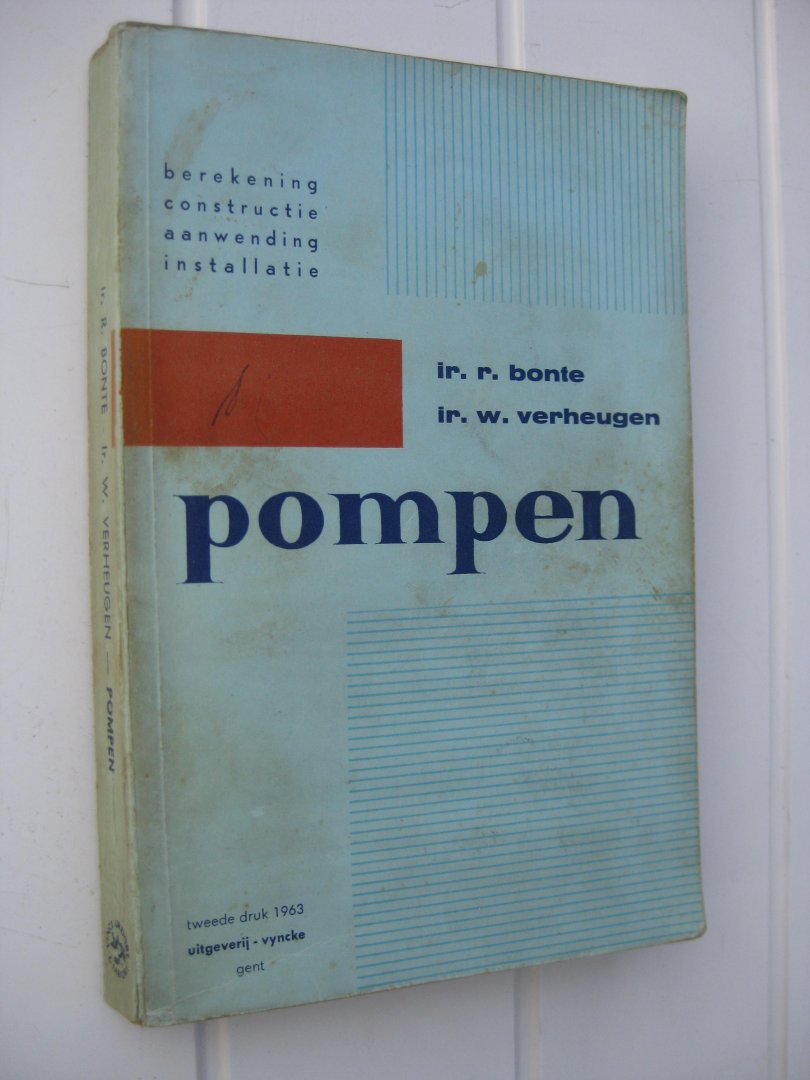 berekening
constructie
aanwending
installatie
ir. r. bonte
ir. w. verheugen
pompen
tweede druk 1963
uitgeverij - vyncke
gent
Ir. R. BONTE Ir. W. VERHEUGEN — POMPEN